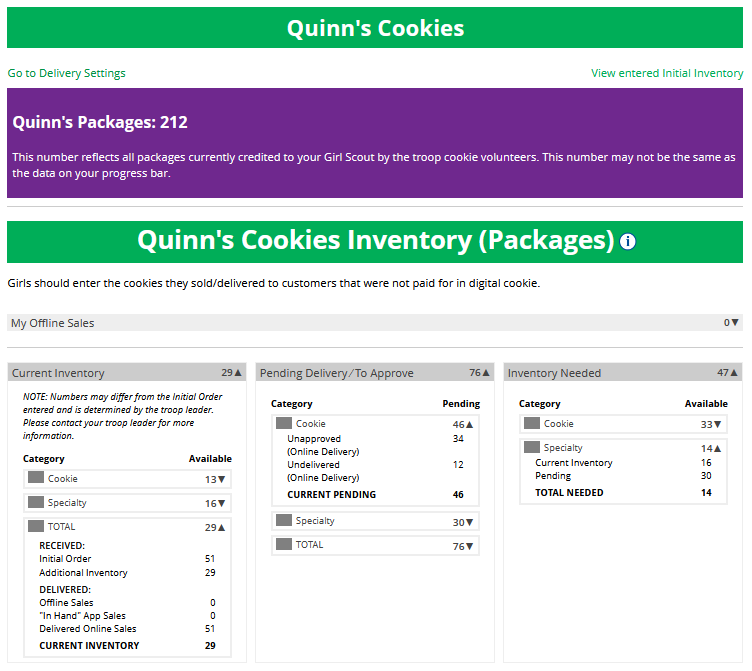 Quinn's Cookies
Go to Delivery Settings
View entered Initial Inventory
Quinn's Packages: 212
This number reflects all packages currently credited to your Girl Scout by the troop cookie volunteers. This number may not be the same as
the data on your progress bar.
Quinn's Cookies Inventory (Packages) i
Girls should enter the cookies they sold/delivered to customers that were not paid for in digital cookie.
My Offline Sales 0▼
Current Inventory 29▲
NOTE: Numbers may differ from the Initial Order
entered and is determined by the troop leader.
Please contact your troop leader for more
information.
Category Available
Cookie 13▼
Specialty 16▼
TOTAL 29▲
RECEIVED:
Initial Order 51
Additional Inventory 29
DELIVERED:
Offline Sales 0
"In Hand" App Sales 0
Delivered Online Sales 51
CURRENT INVENTORY 29
Pending Delivery/To Approve 76▲
Category Pending
Cookie 46▲
Unapproved 34
(Online Delivery)
Undelivered 12
(Online Delivery)
CURRENT PENDING 46
Specialty 30▼
TOTAL 76▼
Inventory Needed 47▲
Category Available
Cookie 33▼
Specialty 14▲
Current Inventory 16
Pending 30
TOTAL NEEDED 14